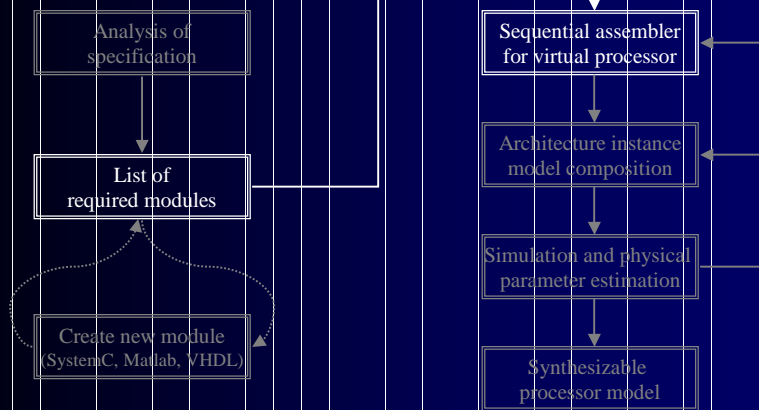 Analysis of
specification
List of
required modules
Create new module
(SystemC, Matlab, VHDL)
Sequential assembler
for virtual processor
Architecture instance
model composition
Simulation and physical
parameter estimation
Synthesizable
processor model